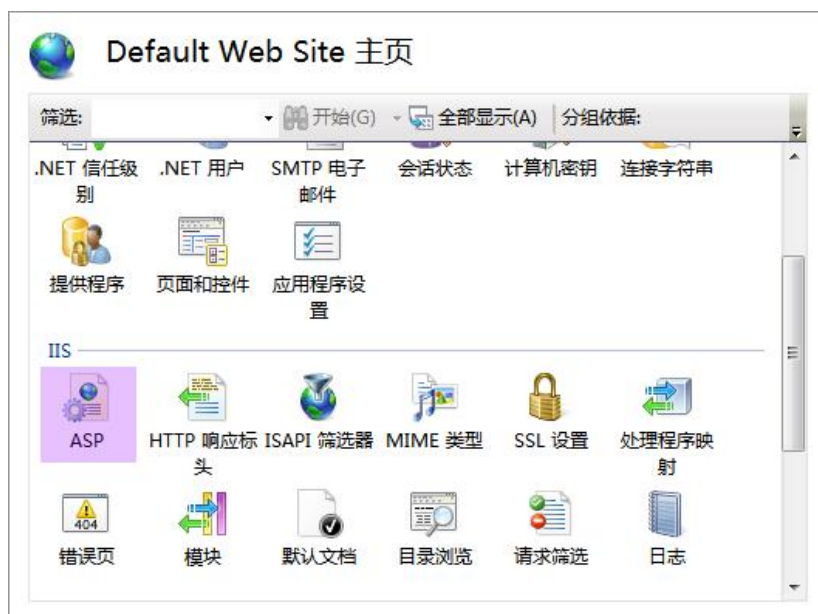 Default Web Site 主页
筛选: 开始(G) 全部显示(A) 分组依据:
.NET 信任级别 .NET 用户 SMTP 电子邮件 会话状态 计算机密钥 连接字符串
提供程序 页面和控件 应用程序设置
IIS
ASP HTTP 响应标头 ISAPI 筛选器 MIME 类型 SSL 设置 处理程序映射
404
错误页 模块 默认文档 目录浏览 请求筛选 日志